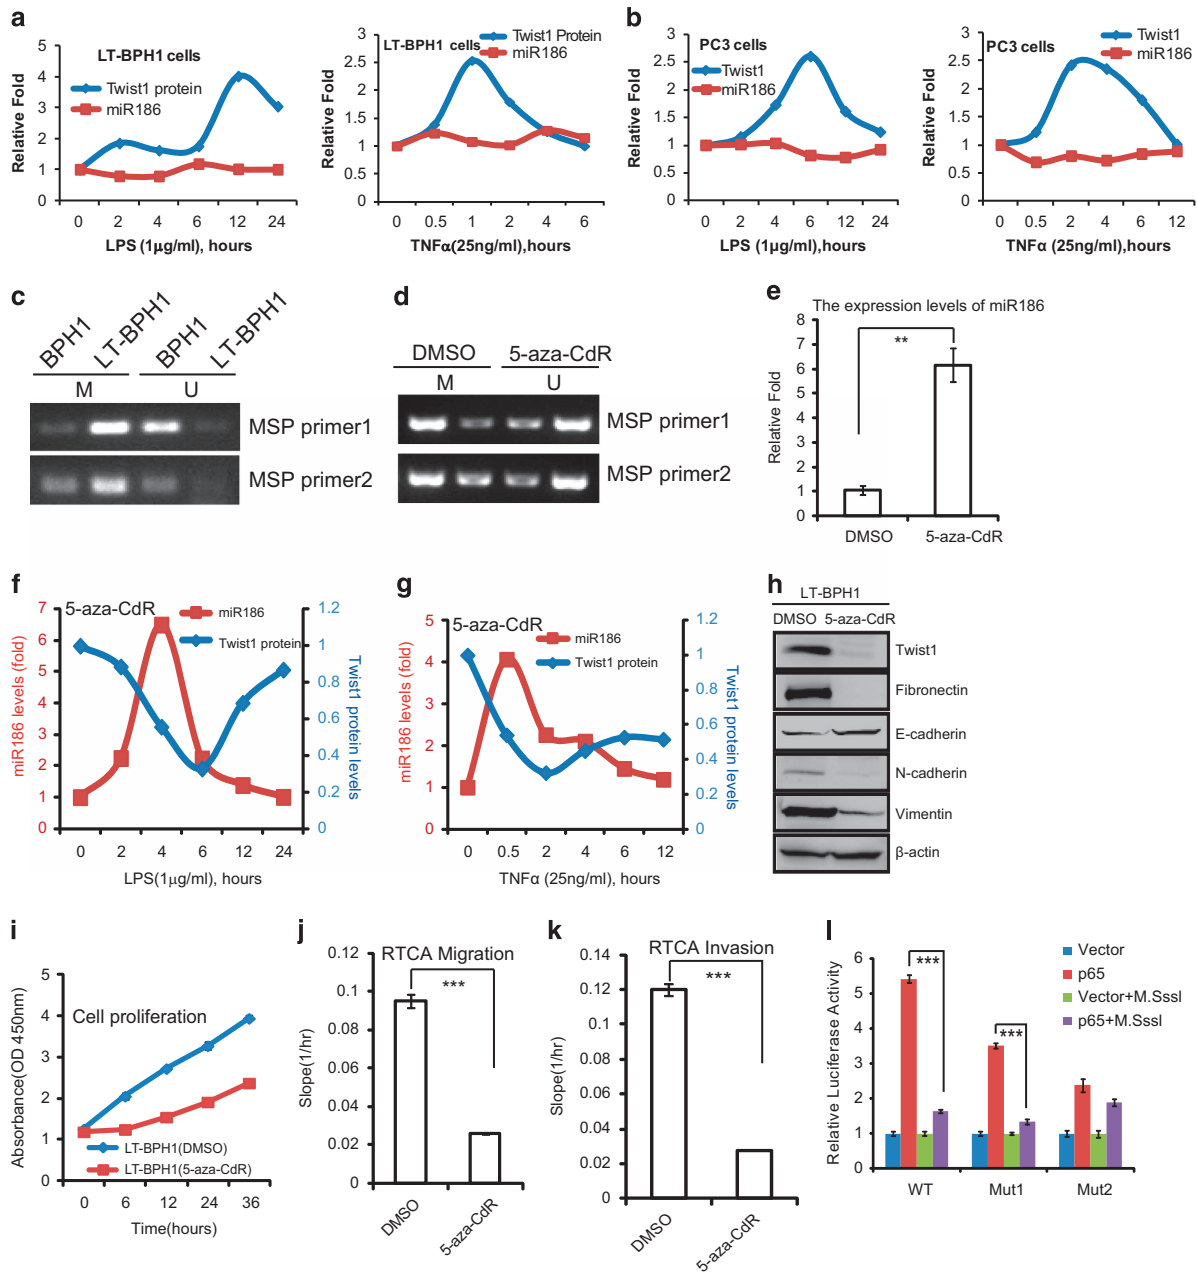 a
LT-BPH1 cells
Twist1 protein
miR186
Relative Fold
5
4
3
2
1
0
0 2 4 6 12 24
LPS (1μg/ml), hours
LT-BPH1 cells
Twist1 Protein
miR186
Relative Fold
3
2.5
2
1.5
1
0.5
0
0 0.5 1 2 4 6
TNFα(25ng/ml),hours
b
PC3 cells
Twist1
miR186
Relative Fold
3
2.5
2
1.5
1
0.5
0
0 2 4 6 12 24
LPS (1μg/ml), hours
PC3 cells
Twist1
miR186
Relative Fold
3
2.5
2
1.5
1
0.5
0
0 0.5 2 4 6 12
TNFα (25ng/ml), hours
c
BPH1 LT-BPH1 BPH1 LT-BPH1
M U
MSP primer1
MSP primer2
d
DMSO 5-aza-CdR
M U
MSP primer1
MSP primer2
e
The expression levels of miR186
Relative Fold
8
7
6
5
4
3
2
1
0
**
DMSO 5-aza-CdR
f
5-aza-CdR
miR186
Twist1 protein
miR186 levels (fold)
7
6
5
4
3
2
1
0
1.2
1
0.8
0.6
0.4
0.2
0
Twist1 protein levels
0 2 4 6 12 24
LPS(1μg/ml), hours
g
5-aza-CdR
miR186
Twist1 protein
miR186 levels (fold)
5
4
3
2
1
0
1.2
1
0.8
0.6
0.4
0.2
0
Twist1 protein
levels
0 0.5 2 4 6 12
TNFα (25ng/ml), hours
h
LT-BPH1
DMSO 5-aza-CdR
Twist1
Fibronectin
E-cadherin
N-cadherin
Vimentin
β-actin
i
Cell proliferation
Absorbance(OD 450nm)
5
4
3
2
1
0
LT-BPH1(DMSO)
LT-BPH1(5-aza-CdR)
0 6 12 24 36
Time(hours)
j
RTCA Migration
Slope(1/hr)
0.12
0.1
0.08
0.06
0.04
0.02
0
***
DMSO 5-aza-CdR
k
RTCA Invasion
Slope(1/hr)
0.14
0.12
0.1
0.08
0.06
0.04
0.02
0
***
DMSO 5-aza-CdR
l
Relative Luciferase Activity
6
5
4
3
2
1
0
***
***
Vector
p65
Vector+M.SssI
p65+M.SssI
WT Mut1 Mut2